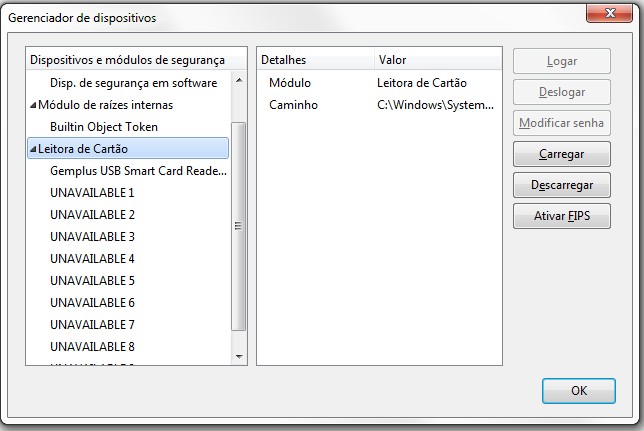 Gerenciador de dispositivos
Dispositivos e módulos de segurança
Disp. de segurança em software
Módulo de raízes internas
Builtin Object Token
Leitora de Cartão
Gemplus USB Smart Card Reade...
UNAVAILABLE 1
UNAVAILABLE 2
UNAVAILABLE 3
UNAVAILABLE 4
UNAVAILABLE 5
UNAVAILABLE 6
UNAVAILABLE 7
UNAVAILABLE 8
Detalhes Valor
Módulo Leitora de Cartão
Caminho C:\Windows\System...
Logar
Deslogar
Modificar senha
Carregar
Descarregar
Ativar FIPS
OK